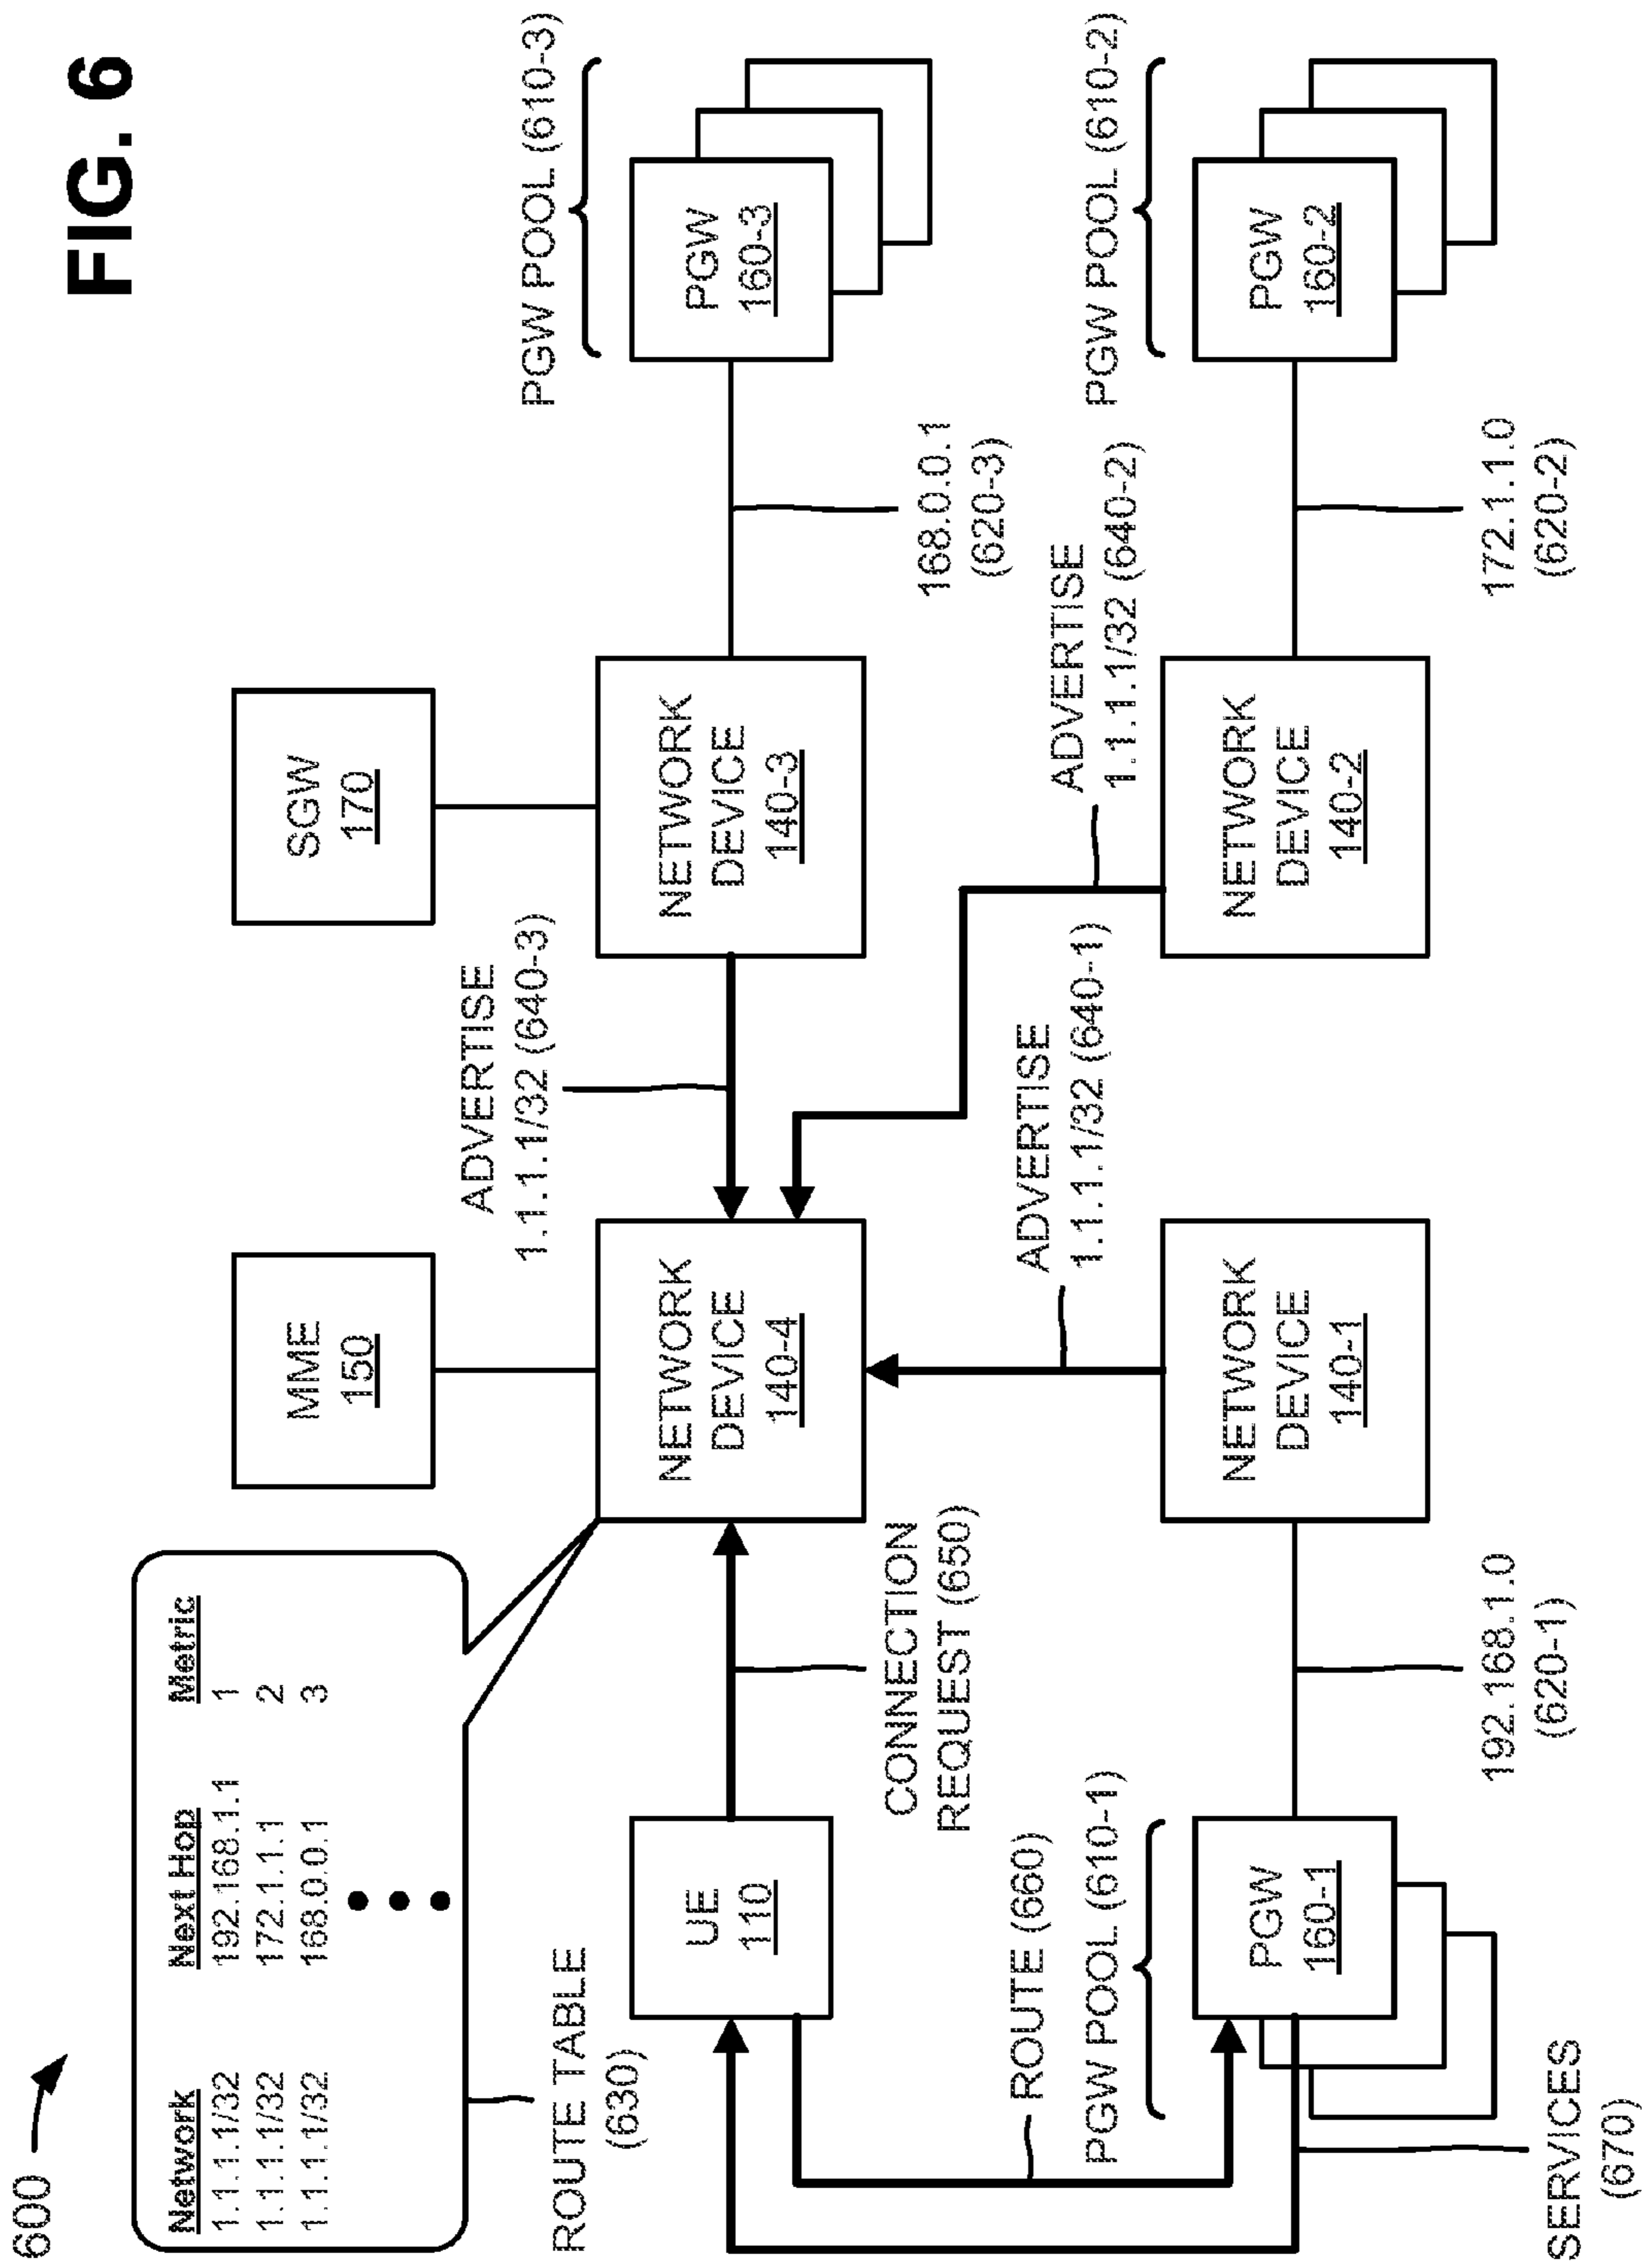 FIG. 6
600
Network Next Hop Metric
1.1.1.1/32 192.168.1.1 1
1.1.1.1/32 172.1.1.1 2
1.1.1.1/32 168.0.0.1 3
ROUTE TABLE
(630)
MME
150
SGW
170
ADVERTISE
1.1.1.1/32 (640-3)
PGW POOL (610-3)
UE
110
NETWORK
DEVICE
140-4
NETWORK
DEVICE
140-3
PGW
160-3
CONNECTION
REQUEST (650)
168.0.0.1
(620-3)
ROUTE (660)
ADVERTISE
1.1.1.1/32 (640-1)
ADVERTISE
1.1.1.1/32 (640-2)
PGW POOL (610-1)
PGW POOL (610-2)
PGW
160-1
NETWORK
DEVICE
140-1
NETWORK
DEVICE
140-2
PGW
160-2
SERVICES
(670)
192.168.1.0
(620-1)
172.1.1.0
(620-2)